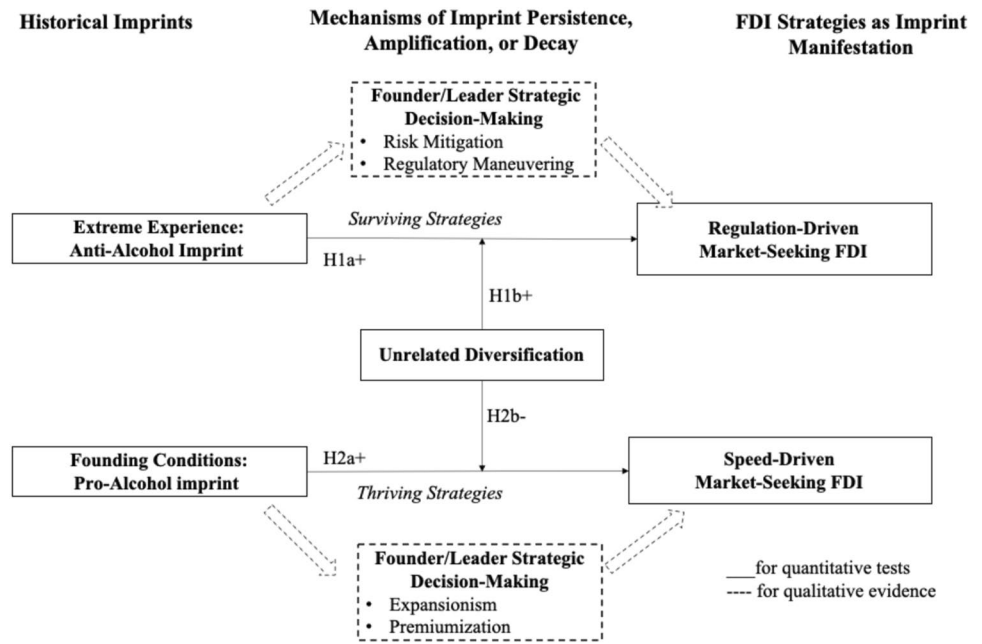 Historical Imprints
Mechanisms of Imprint Persistence,
Amplification, or Decay
FDI Strategies as Imprint
Manifestation
Founder/Leader Strategic
Decision-Making
• Risk Mitigation
• Regulatory Maneuvering
Extreme Experience:
Anti-Alcohol Imprint
Surviving Strategies
H1a+
Regulation-Driven
Market-Seeking FDI
H1b+
Unrelated Diversification
H2b-
Founding Conditions:
Pro-Alcohol imprint
H2a+
Thriving Strategies
Speed-Driven
Market-Seeking FDI
Founder/Leader Strategic
Decision-Making
• Expansionism
• Premiumization
___for quantitative tests
---- for qualitative evidence